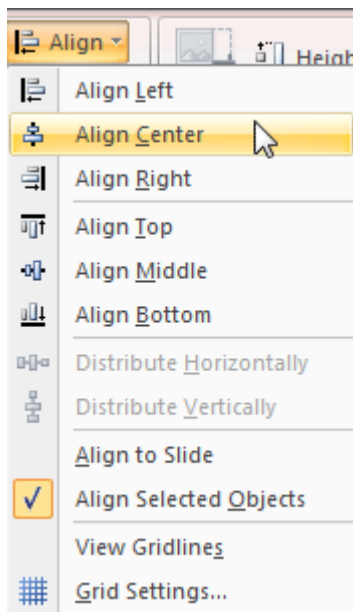 Align
Heigh
Align Left
Align Center
Align Right
Align Top
Align Middle
Align Bottom
Distribute Horizontally
Distribute Vertically
Align to Slide
Align Selected Objects
View Gridlines
Grid Settings...